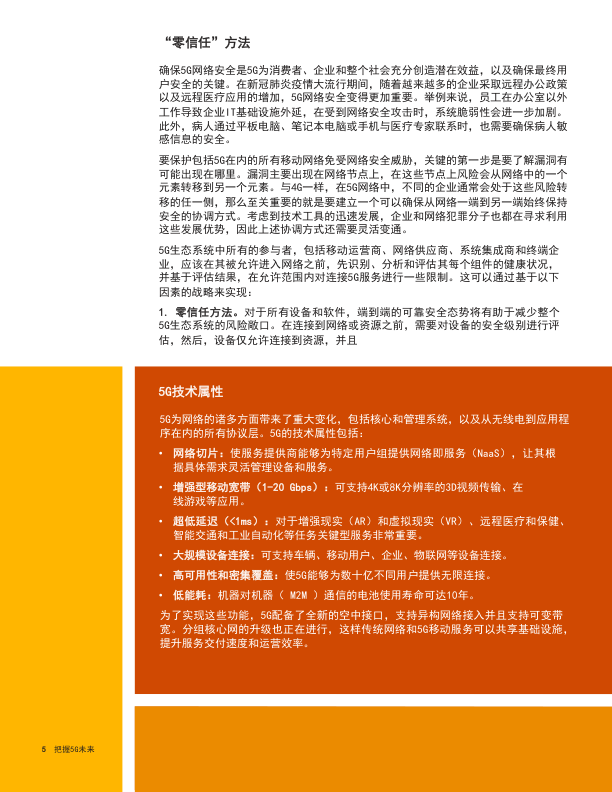 “零信任”方法
确保5G网络安全是5G为消费者、企业和整个社会充分创造潜在效益，以及确保最终用
户安全的关键。在新冠肺炎疫情大流行期间，随着越来越多的企业采取远程办公政策
以及远程医疗应用的增加，5G网络安全变得更加重要。举例来说，员工在办公室以外
工作导致企业IT基础设施外延，在受到网络安全攻击时，系统脆弱性会进一步加剧。
此外，病人通过平板电脑、笔记本电脑或手机与医疗专家联系时，也需要确保病人敏
感信息的安全。
要保护包括5G在内的所有移动网络免受网络安全威胁，关键的第一步是要了解漏洞有
可能出现在哪里。漏洞主要出现在网络节点上，在这些节点上风险会从网络中的一个
元素转移到另一个元素。与4G一样，在5G网络中，不同的企业通常会处于这些风险转
移的任一侧，那么至关重要的就是要建立一个可以确保从网络一端到另一端始终保持
安全的协调方式。考虑到技术工具的迅速发展，企业和网络犯罪分子也都在寻求利用
这些发展优势，因此上述协调方式还需要灵活变通。
5G生态系统中所有的参与者，包括移动运营商、网络供应商、系统集成商和终端企
业，应该在其被允许进入网络之前，先识别、分析和评估其每个组件的健康状况，
并基于评估结果，在允许范围内对连接5G服务进行一些限制。这可以通过基于以下
因素的战略来实现：
1. 零信任方法。对于所有设备和软件，端到端的可靠安全态势将有助于减少整个
5G生态系统的风险敞口。在连接到网络或资源之前，需要对设备的安全级别进行评
估，然后，设备仅允许连接到资源，并且
5G技术属性
5G为网络的诸多方面带来了重大变化，包括核心和管理系统，以及从无线电到应用程
序在内的所有协议层。5G的技术属性包括：
• 网络切片：使服务提供商能够为特定用户组提供网络即服务（NaaS），让其根
据具体需求灵活管理设备和服务。
• 增强型移动宽带（1-20 Gbps）：可支持4K或8K分辨率的3D视频传输、在
线游戏等应用。
• 超低延迟（<1ms）：对于增强现实（AR）和虚拟现实（VR）、远程医疗和保健、
智能交通和工业自动化等任务关键型服务非常重要。
• 大规模设备连接：可支持车辆、移动用户、企业、物联网等设备连接。
• 高可用性和密集覆盖：使5G能够为数十亿不同用户提供无限连接。
• 低能耗：机器对机器（ M2M ）通信的电池使用寿命可达10年。
为了实现这些功能，5G配备了全新的空中接口，支持异构网络接入并且支持可变带
宽。分组核心网的升级也正在进行，这样传统网络和5G移动服务可以共享基础设施，
提升服务交付速度和运营效率。
5 把握5G未来